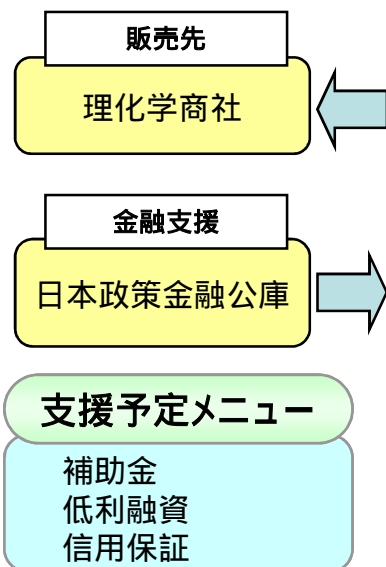 販売先
理化学商社
金融支援
日本政策金融公庫
支援予定メニュー
補助金
低利融資
信用保証